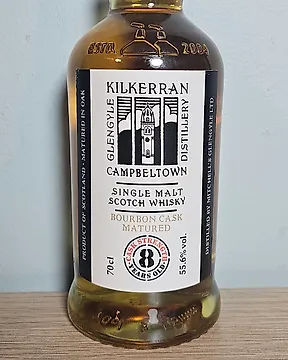 ESTD. 2004
KILKERRAN
GLENGYLE
DISTILLERY
CAMPBELTOWN
SINGLE MALT
SCOTCH WHISKY
BOURBON CASK
MATURED
70cl
CASK STRENGTH
8
YEARS OLD
55.6% vol.
PRODUCT OF SCOTLAND - MATURED IN OAK
DISTILLED BY MITCHELL'S GLENGYLE LTD